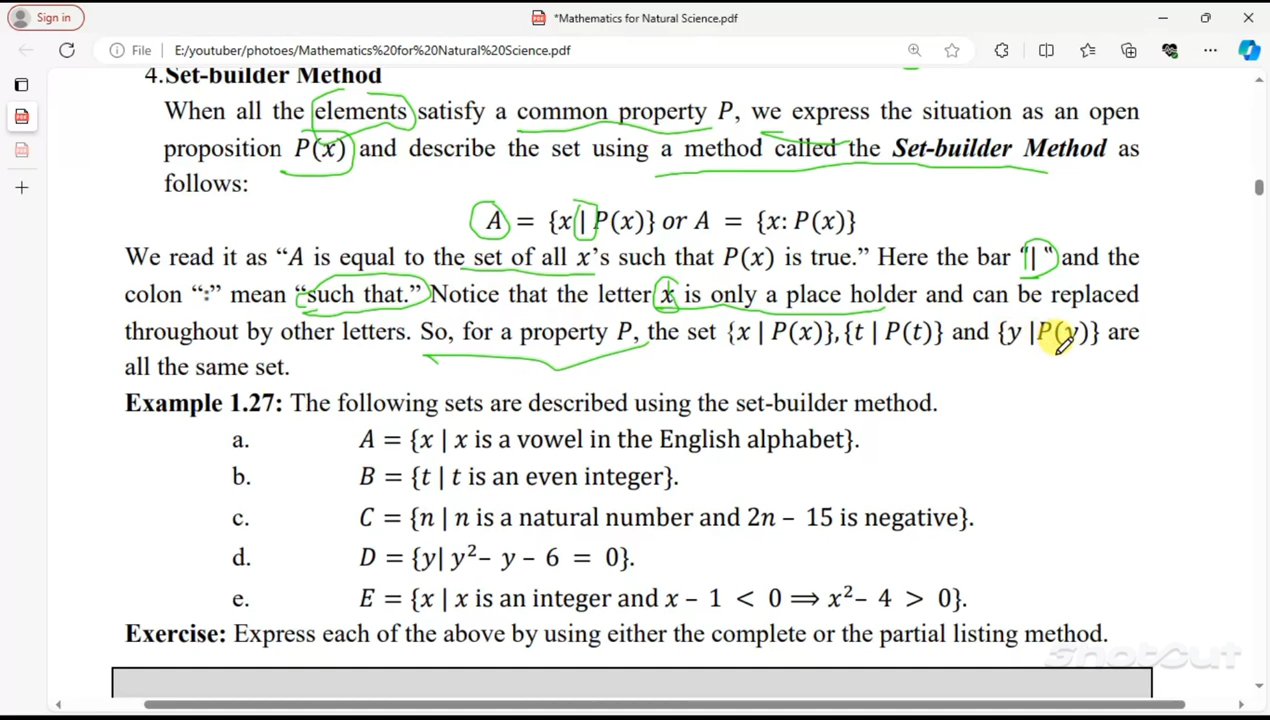 Sign in
*Mathematics for Natural Science.pdf
File
E:/youtuber/photoes/Mathematics%20for%20Natural%20Science.pdf
4.Set-builder Method
When all the elements satisfy a common property P, we express the situation as an open
proposition P(x) and describe the set using a method called the Set-builder Method as
follows:
A = {x | P(x)} or A = {x: P(x)}
We read it as “A is equal to the set of all x’s such that P(x) is true.” Here the bar “|“ and the
colon “:” mean “such that.” Notice that the letter x is only a place holder and can be replaced
throughout by other letters. So, for a property P, the set {x | P(x)}, {t | P(t)} and {y |P(y)} are
all the same set.
Example 1.27: The following sets are described using the set-builder method.
a. A = {x | x is a vowel in the English alphabet}.
b. B = {t | t is an even integer}.
c. C = {n | n is a natural number and 2n – 15 is negative}.
d. D = {y| y² – y – 6 = 0}.
e. E = {x | x is an integer and x – 1 < 0 ⟹ x² – 4 > 0}.
Exercise: Express each of the above by using either the complete or the partial listing method.
shotcut